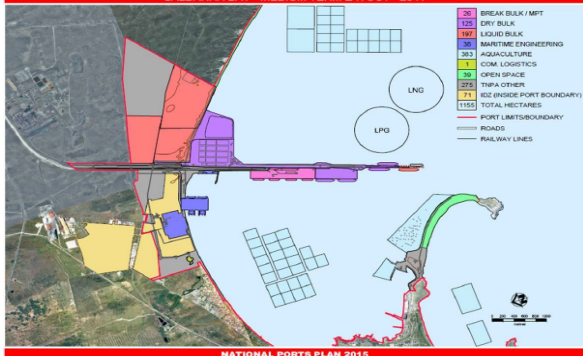 26 BREAK BULK / MPT
125 DRY BULK
197 LIQUID BULK
38 MARITIME ENGINEERING
383 AQUACULTURE
1 COM. LOGISTICS
39 OPEN SPACE
275 TNPA OTHER
71 IDZ (INSIDE PORT BOUNDARY)
1155 TOTAL HECTARES
PORT LIMITS/BOUNDARY
ROADS
RAILWAY LINES
LNG
LPG
NATIONAL PORTS PLAN 2015